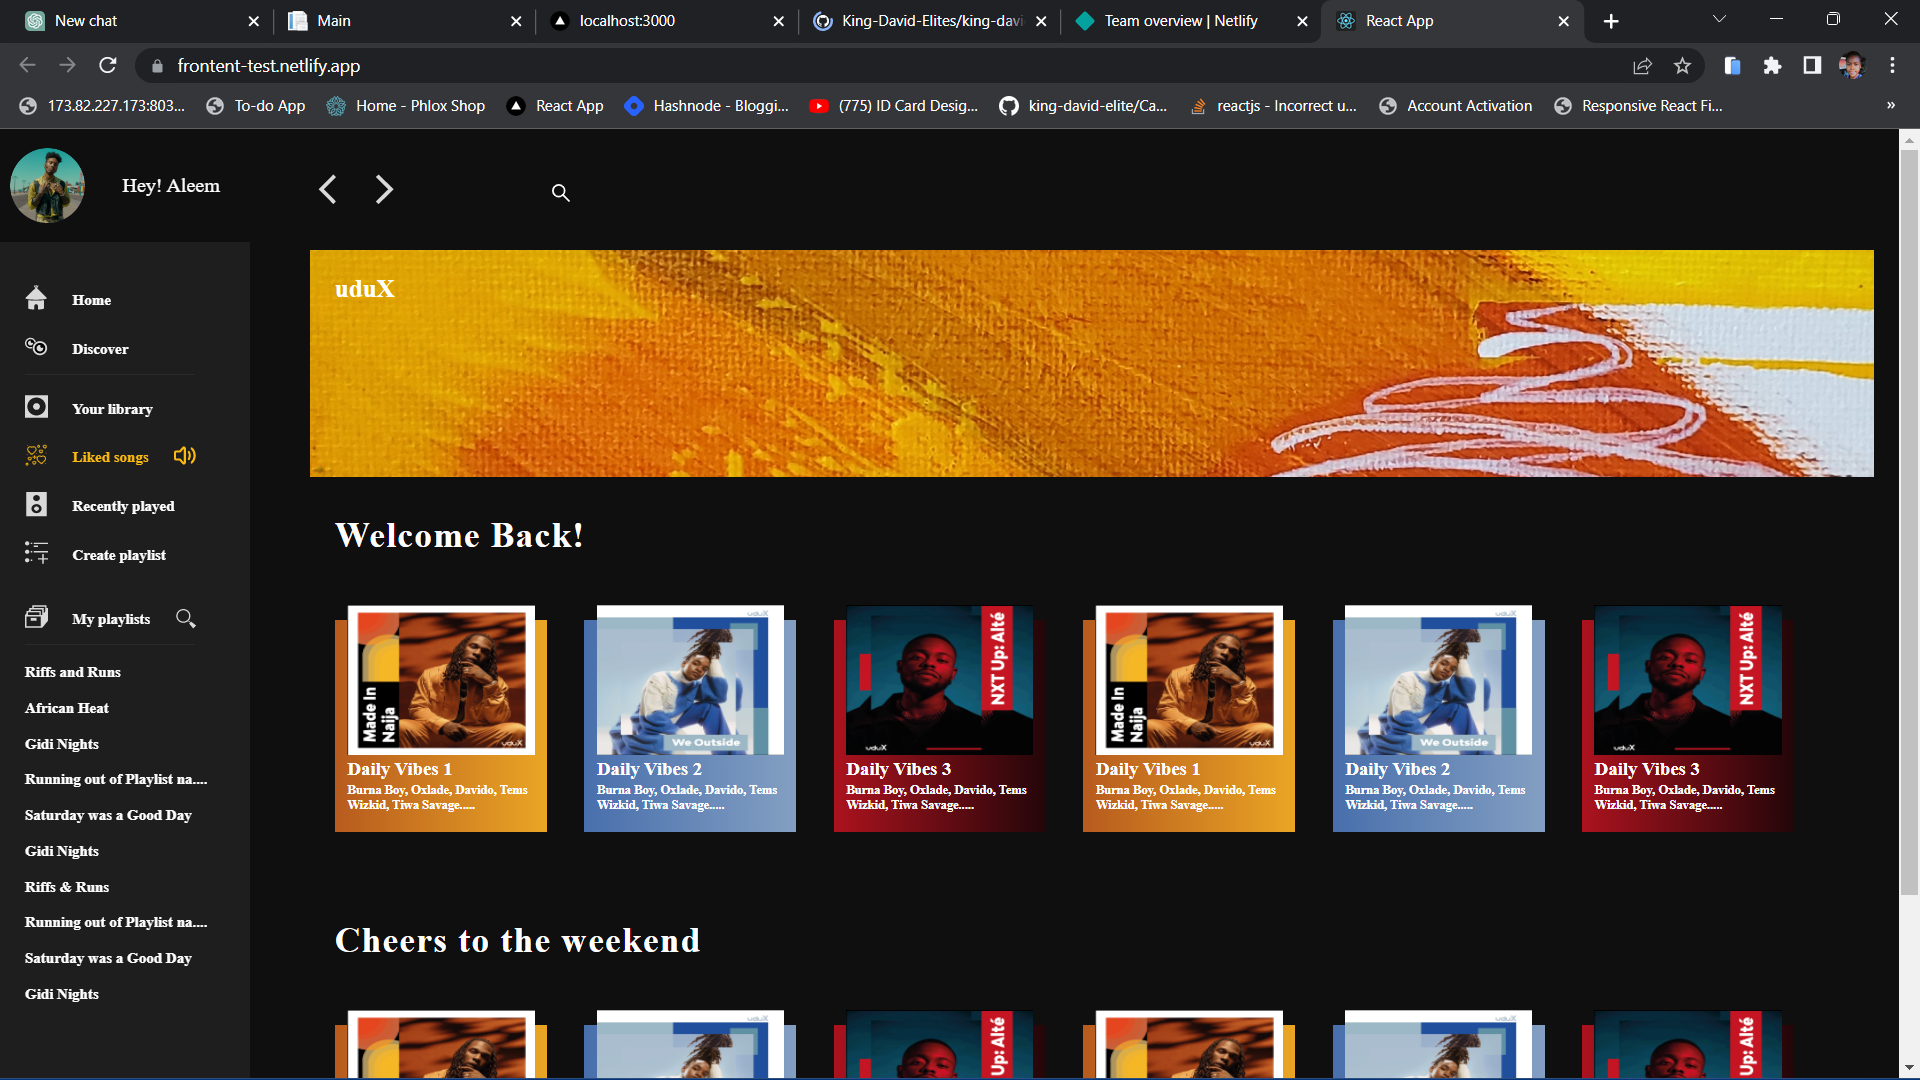 New chat
Main
localhost:3000
King-David-Elites/king-davi
Team overview | Netlify
React App
frontent-test.netlify.app
173.82.227.173:803...
To-do App
Home - Phlox Shop
React App
Hashnode - Bloggi...
(775) ID Card Desig...
king-david-elite/Ca...
reactjs - Incorrect u...
Account Activation
Responsive React Fi...
»
Hey! Aleem
Home
Discover
Your library
Liked songs
Recently played
Create playlist
My playlists
Riffs and Runs
African Heat
Gidi Nights
Running out of Playlist na....
Saturday was a Good Day
Gidi Nights
Riffs & Runs
Running out of Playlist na....
Saturday was a Good Day
Gidi Nights
uduX
Welcome Back!
Made In
Naija
uduX
Daily Vibes 1
Burna Boy, Oxlade, Davido, Tems
Wizkid, Tiwa Savage.....
uduX
We Outside
Daily Vibes 2
Burna Boy, Oxlade, Davido, Tems
Wizkid, Tiwa Savage.....
NXT Up: Alté
uduX
Daily Vibes 3
Burna Boy, Oxlade, Davido, Tems
Wizkid, Tiwa Savage.....
Made In
Naija
uduX
Daily Vibes 1
Burna Boy, Oxlade, Davido, Tems
Wizkid, Tiwa Savage.....
uduX
We Outside
Daily Vibes 2
Burna Boy, Oxlade, Davido, Tems
Wizkid, Tiwa Savage.....
NXT Up: Alté
uduX
Daily Vibes 3
Burna Boy, Oxlade, Davido, Tems
Wizkid, Tiwa Savage.....
Cheers to the weekend
uduX
Up: Alté
uduX
Up: Alté